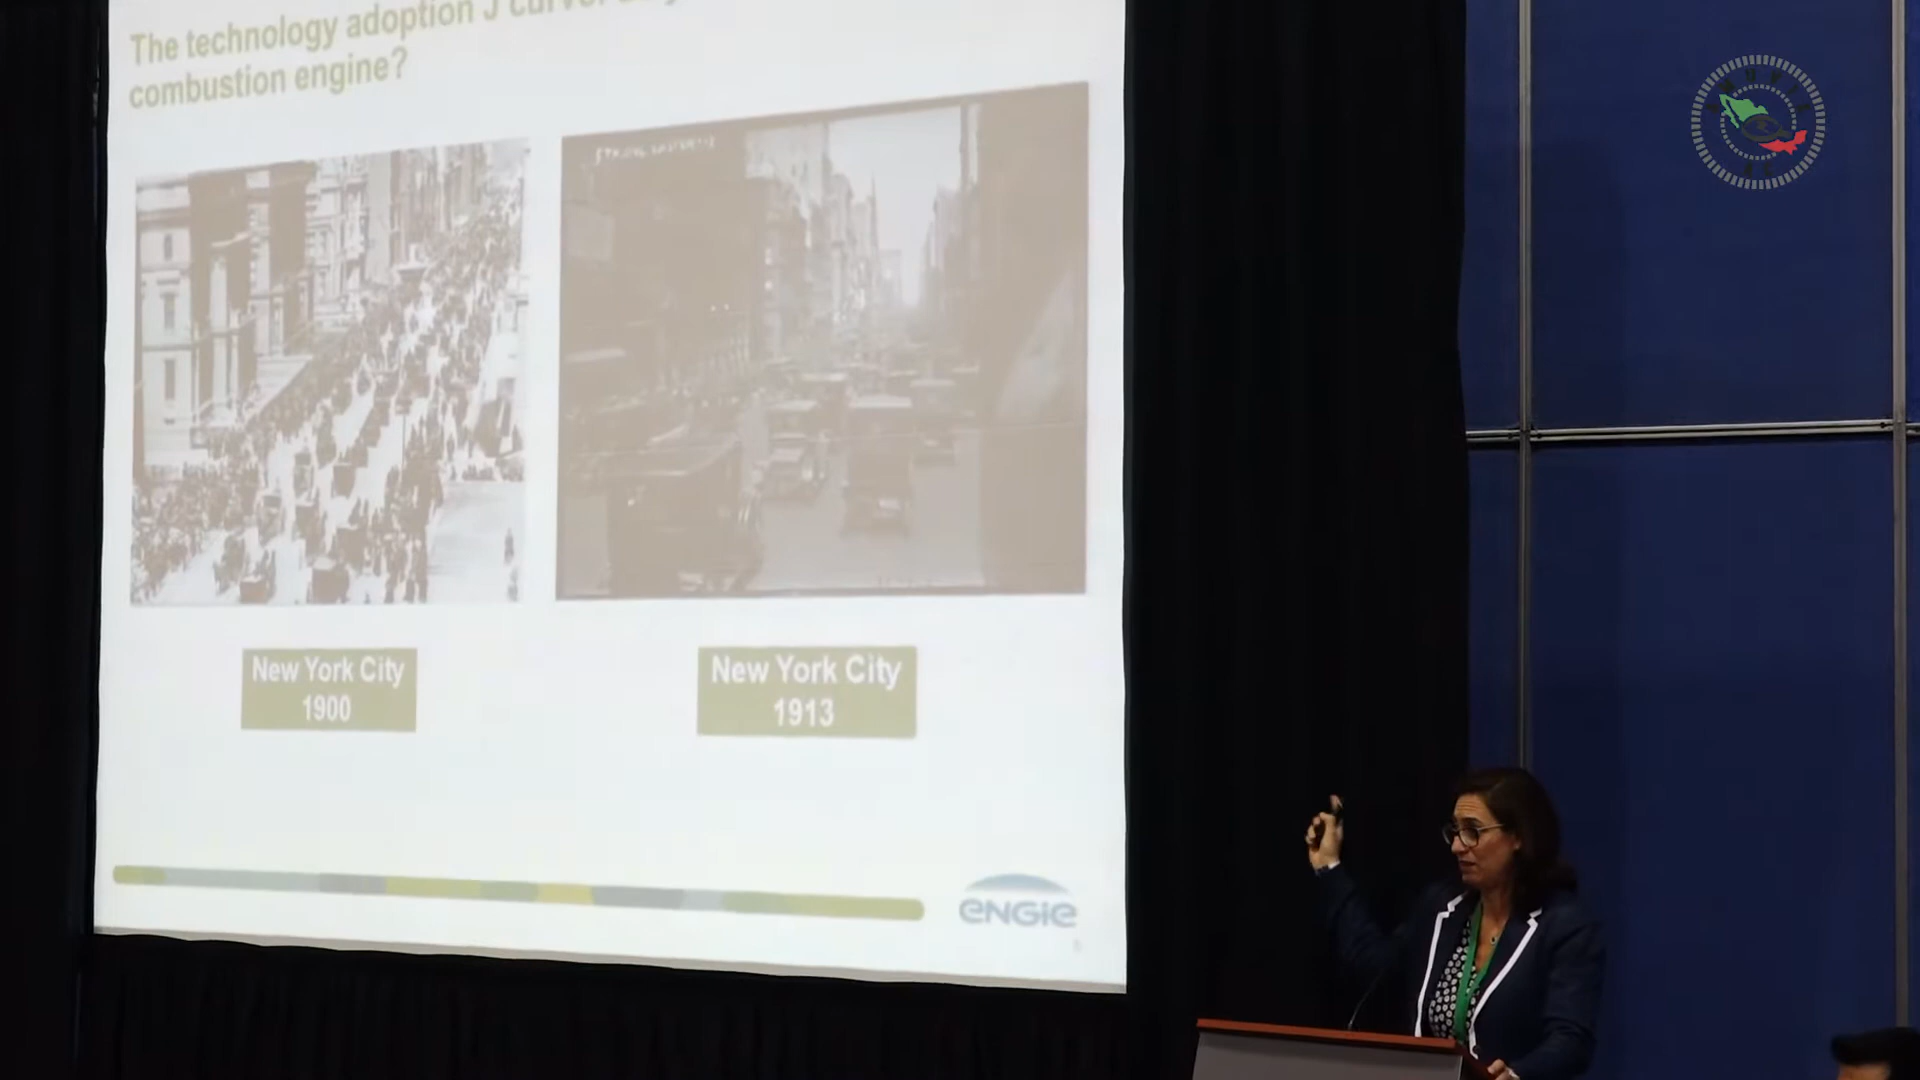 The technology adoption J curve:
combustion engine?
New York City
1900
New York City
1913
ENGIE